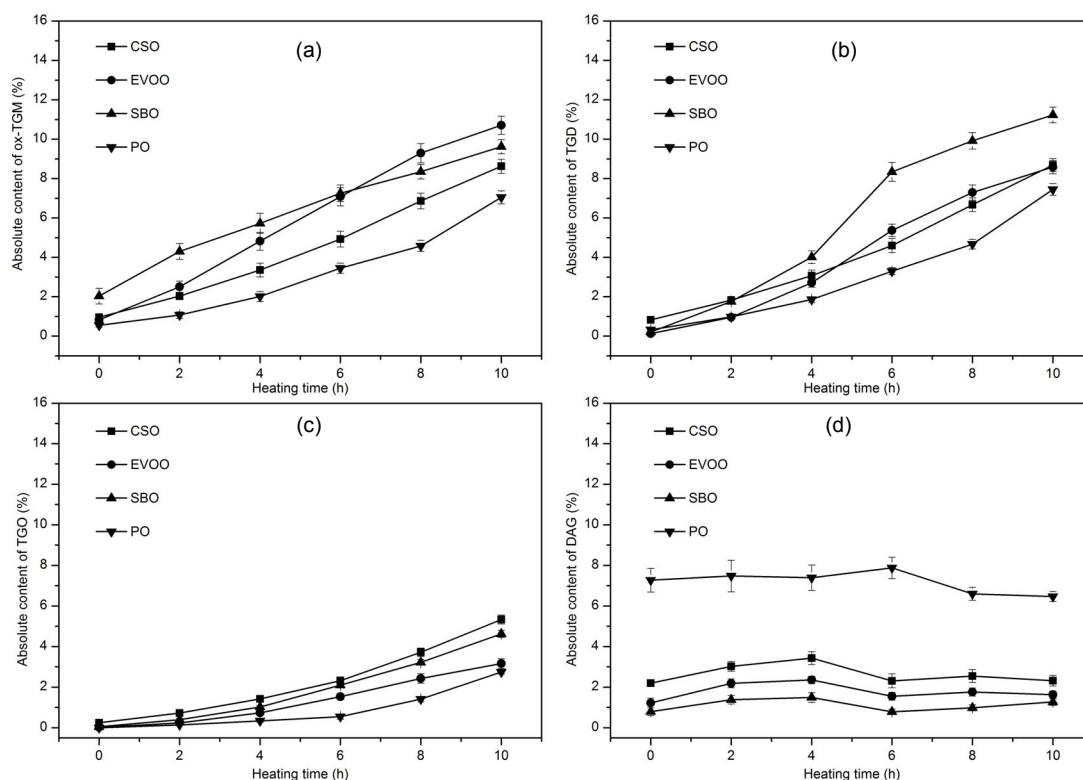 (a)
CSO
EVOO
SBO
PO
Absolute content of ox-TGM (%)
16
14
12
10
8
6
4
2
0
0 2 4 6 8 10
Heating time (h)
(b)
CSO
EVOO
SBO
PO
Absolute content of TGD (%)
16
14
12
10
8
6
4
2
0
0 2 4 6 8 10
Heating time (h)
(c)
CSO
EVOO
SBO
PO
Absolute content of TGO (%)
16
14
12
10
8
6
4
2
0
0 2 4 6 8 10
Heating time (h)
(d)
CSO
EVOO
SBO
PO
Absolute content of DAG (%)
16
14
12
10
8
6
4
2
0
0 2 4 6 8 10
Heating time (h)